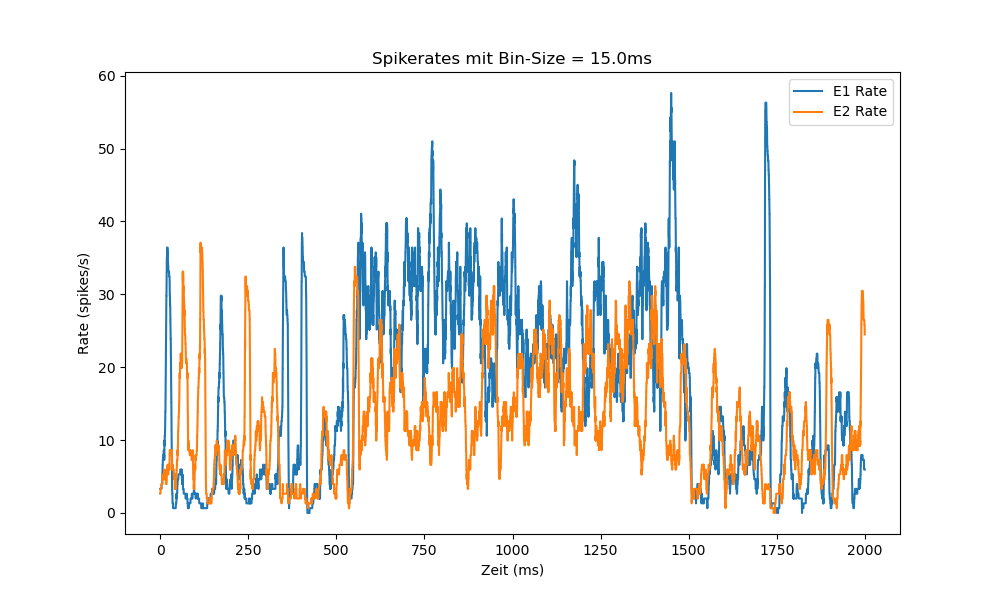 Spikerates mit Bin-Size = 15.0ms
E1 Rate
E2 Rate
Rate (spikes/s)
60
50
40
30
20
10
0
0 250 500 750 1000 1250 1500 1750 2000
Zeit (ms)